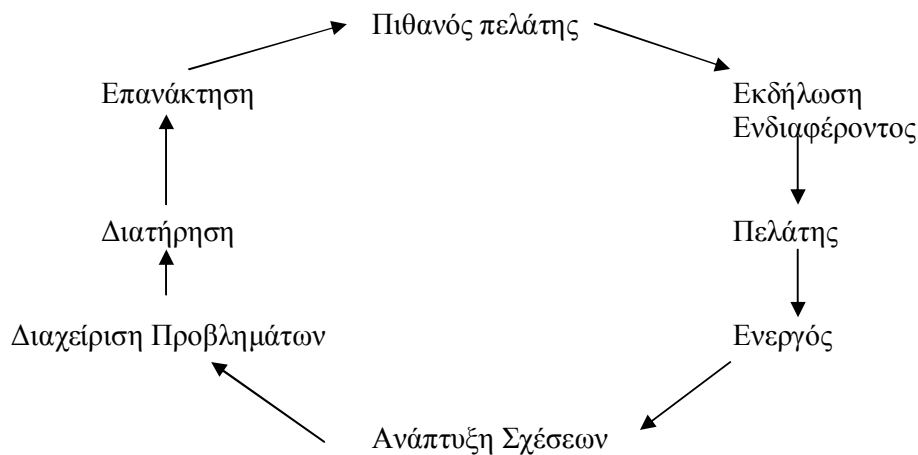 Πιθανός πελάτης
Επανάκτηση
Εκδήλωση
Ενδιαφέροντος
Διατήρηση
Πελάτης
Διαχείριση Προβλημάτων
Ενεργός
Ανάπτυξη Σχέσεων